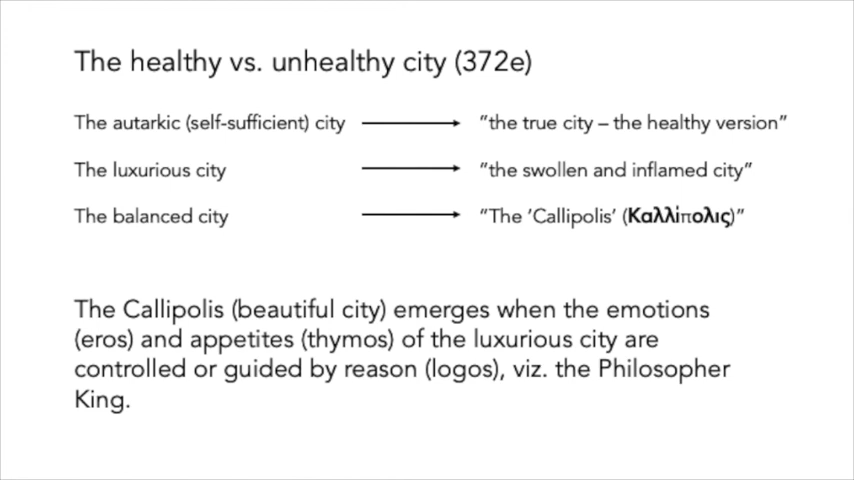 The healthy vs. unhealthy city (372e)
The autarkic (self-sufficient) city “the true city – the healthy version”
The luxurious city “the swollen and inflamed city”
The balanced city “The ‘Callipolis’ (Καλλίπολις)”
The Callipolis (beautiful city) emerges when the emotions
(eros) and appetites (thymos) of the luxurious city are
controlled or guided by reason (logos), viz. the Philosopher
King.